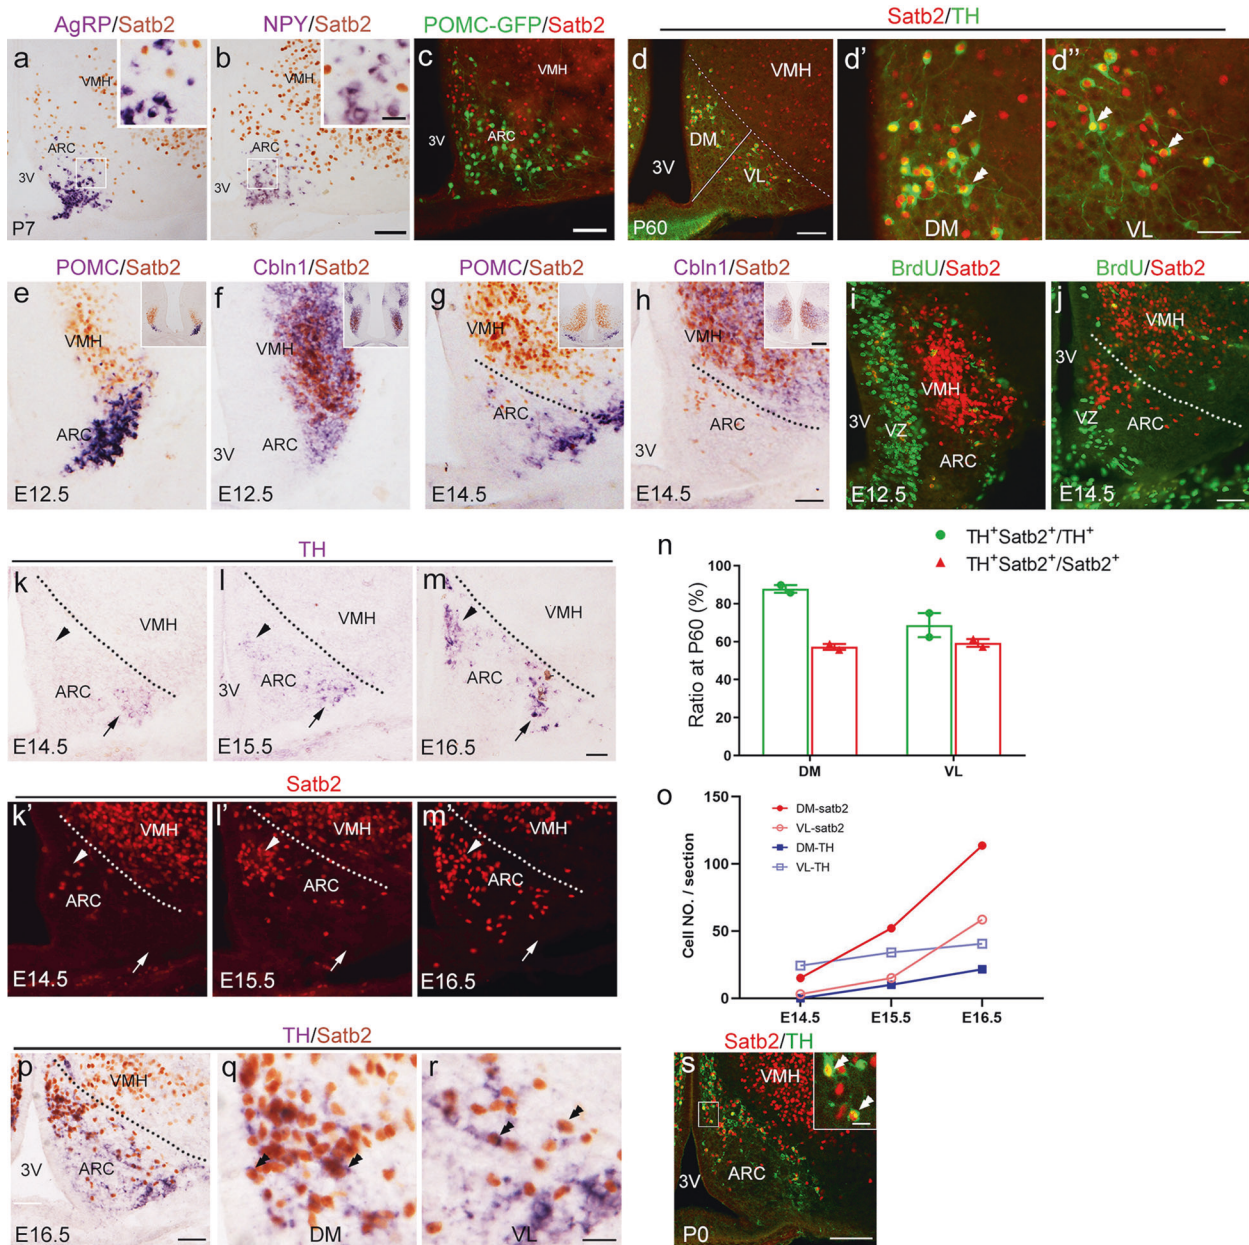 AgRP/Satb2
NPY/Satb2
POMC-GFP/Satb2
Satb2/TH
a
VMH
ARC
3V
P7
b
VMH
ARC
3V
c
VMH
ARC
3V
d
VMH
DM
VL
3V
P60
d'
DM
d''
VL
POMC/Satb2
Cbln1/Satb2
POMC/Satb2
Cbln1/Satb2
BrdU/Satb2
BrdU/Satb2
e
VMH
ARC
E12.5
f
VMH
ARC
3V
E12.5
g
VMH
ARC
E14.5
h
VMH
ARC
3V
E14.5
i
VMH
3V
VZ
ARC
E12.5
j
VMH
3V
VZ
ARC
E14.5
TH
k
VMH
ARC
E14.5
l
VMH
ARC
3V
E15.5
m
VMH
ARC
E16.5
n
TH+Satb2+/TH+
TH+Satb2+/Satb2+
Ratio at P60 (%)
100
80
60
40
20
0
DM
VL
Satb2
k'
VMH
ARC
E14.5
l'
VMH
ARC
E15.5
m'
VMH
ARC
E16.5
o
DM-satb2
VL-satb2
DM-TH
VL-TH
Cell NO. / section
150
100
50
0
E14.5
E15.5
E16.5
TH/Satb2
p
VMH
3V
ARC
E16.5
q
DM
r
VL
Satb2/TH
s
VMH
ARC
3V
P0